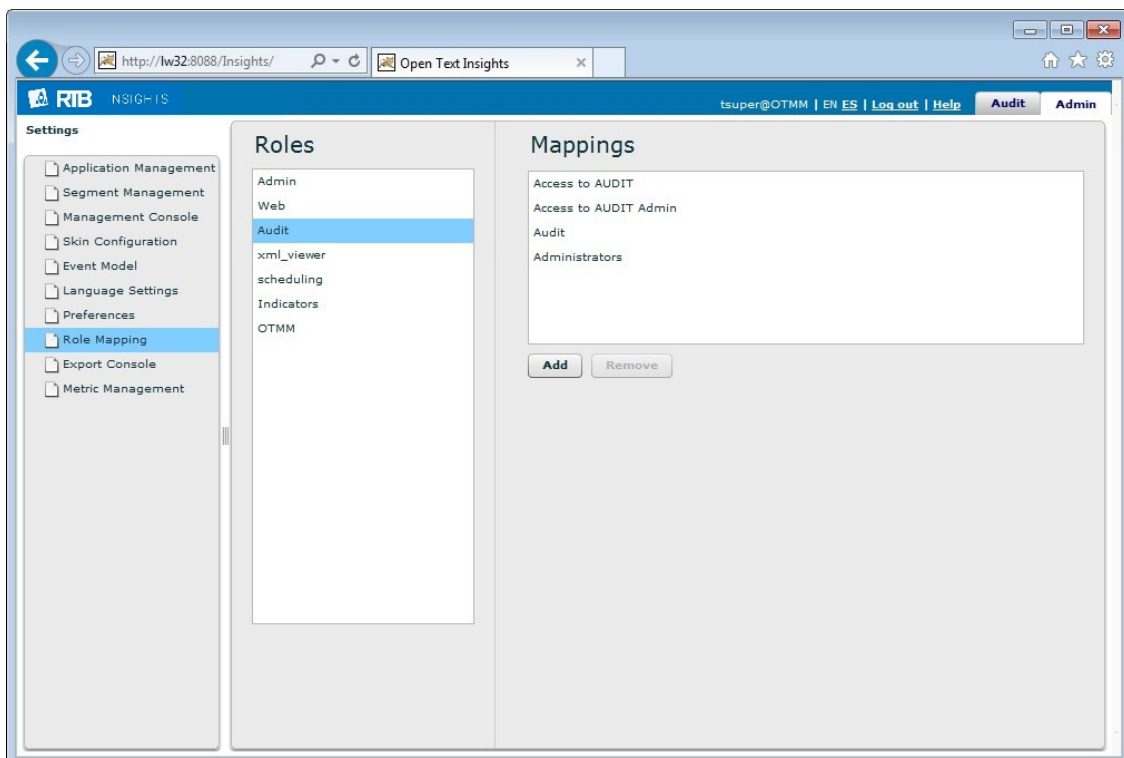 http://lw32:8088/Insights/
Open Text Insights
RTB INSIGHTS
tsuper@OTMM | EN ES | Log out | Help
Audit
Admin
Settings
Application Management
Segment Management
Management Console
Skin Configuration
Event Model
Language Settings
Preferences
Role Mapping
Export Console
Metric Management
Roles
Admin
Web
Audit
xml_viewer
scheduling
Indicators
OTMM
Mappings
Access to AUDIT
Access to AUDIT Admin
Audit
Administrators
Add
Remove